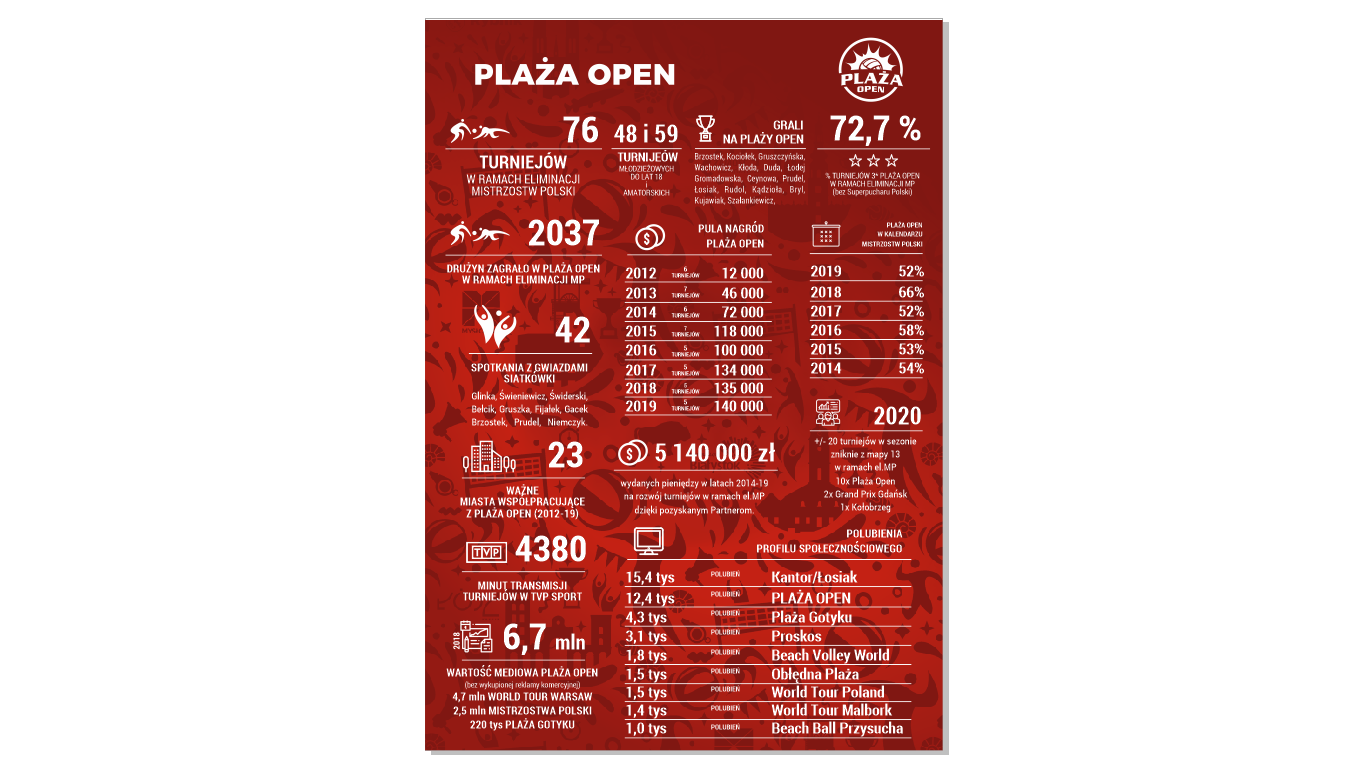 PLAŻA OPEN
PLAŻA
OPEN
76
TURNIEJÓW
W RAMACH ELIMINACJI
MISTRZOSTW POLSKI
48 i 59
TURNIJEÓW
MŁODZIEŻOWYCH
DO LAT 18
i
AMATORSKICH
GRALI
NA PLAŻY OPEN
Brzostek, Kociołek, Gruszczyńska,
Wachowicz, Kłoda, Duda, Łodej
Gromadowska, Ceynowa, Prudel,
Łosiak, Rudol, Kądzioła, Bryl,
Kujawiak, Szałankiewicz,
72,7 %
% TURNIEJÓW 3* PLAŻA OPEN
W RAMACH ELIMINACJI MP
(bez Superpucharu Polski)
2037
DRUŻYN ZAGRAŁO W PLAŻA OPEN
W RAMACH ELIMINACJI MP
42
SPOTKANIA Z GWIAZDAMI
SIATKÓWKI
Glinka, Świeniewicz, Świderski,
Bełcik, Gruszka, Fijałek, Gacek
Brzostek, Prudel, Niemczyk.
23
WAŻNE
MIASTA WSPÓŁPRACUJĄCE
Z PLAŻA OPEN (2012-19)
TVP 4380
MINUT TRANSMISJI
TURNIEJÓW W TVP SPORT
2018 6,7 mln
WARTOŚĆ MEDIOWA PLAŻA OPEN
(bez wykupionej reklamy komercyjnej)
4,7 mln WORLD TOUR WARSAW
2,5 mln MISTRZOSTWA POLSKI
220 tys PLAŻA GOTYKU
PULA NAGRÓD
PLAŻA OPEN
2012 6 TURNIEJÓW 12 000
2013 7 TURNIEJÓW 46 000
2014 6 TURNIEJÓW 72 000
2015 7 TURNIEJÓW 118 000
2016 5 TURNIEJÓW 100 000
2017 5 TURNIEJÓW 134 000
2018 5 TURNIEJÓW 135 000
2019 5 TURNIEJÓW 140 000
PLAŻA OPEN
W KALENDARZU
MISTRZOSTW POLSKI
2019 52%
2018 66%
2017 52%
2016 58%
2015 53%
2014 54%
5 140 000 zł
wydanych pieniędzy w latach 2014-19
na rozwój turniejów w ramach el.MP
dzięki pozyskanym Partnerom.
2020
+/- 20 turniejów w sezonie
zniknie z mapy 13
w ramach el.MP
10x Plaża Open
2x Grand Prix Gdańsk
1x Kołobrzeg
POLUBIENIA
PROFILU SPOŁECZNOŚCIOWEGO
15,4 tys POLUBIEŃ Kantor/Łosiak
12,4 tys POLUBIEŃ PLAŻA OPEN
4,3 tys POLUBIEŃ Plaża Gotyku
3,1 tys POLUBIEŃ Proskos
1,8 tys POLUBIEŃ Beach Volley World
1,5 tys POLUBIEŃ Obłędna Plaża
1,5 tys POLUBIEŃ World Tour Poland
1,4 tys POLUBIEŃ World Tour Malbork
1,0 tys POLUBIEŃ Beach Ball Przysucha